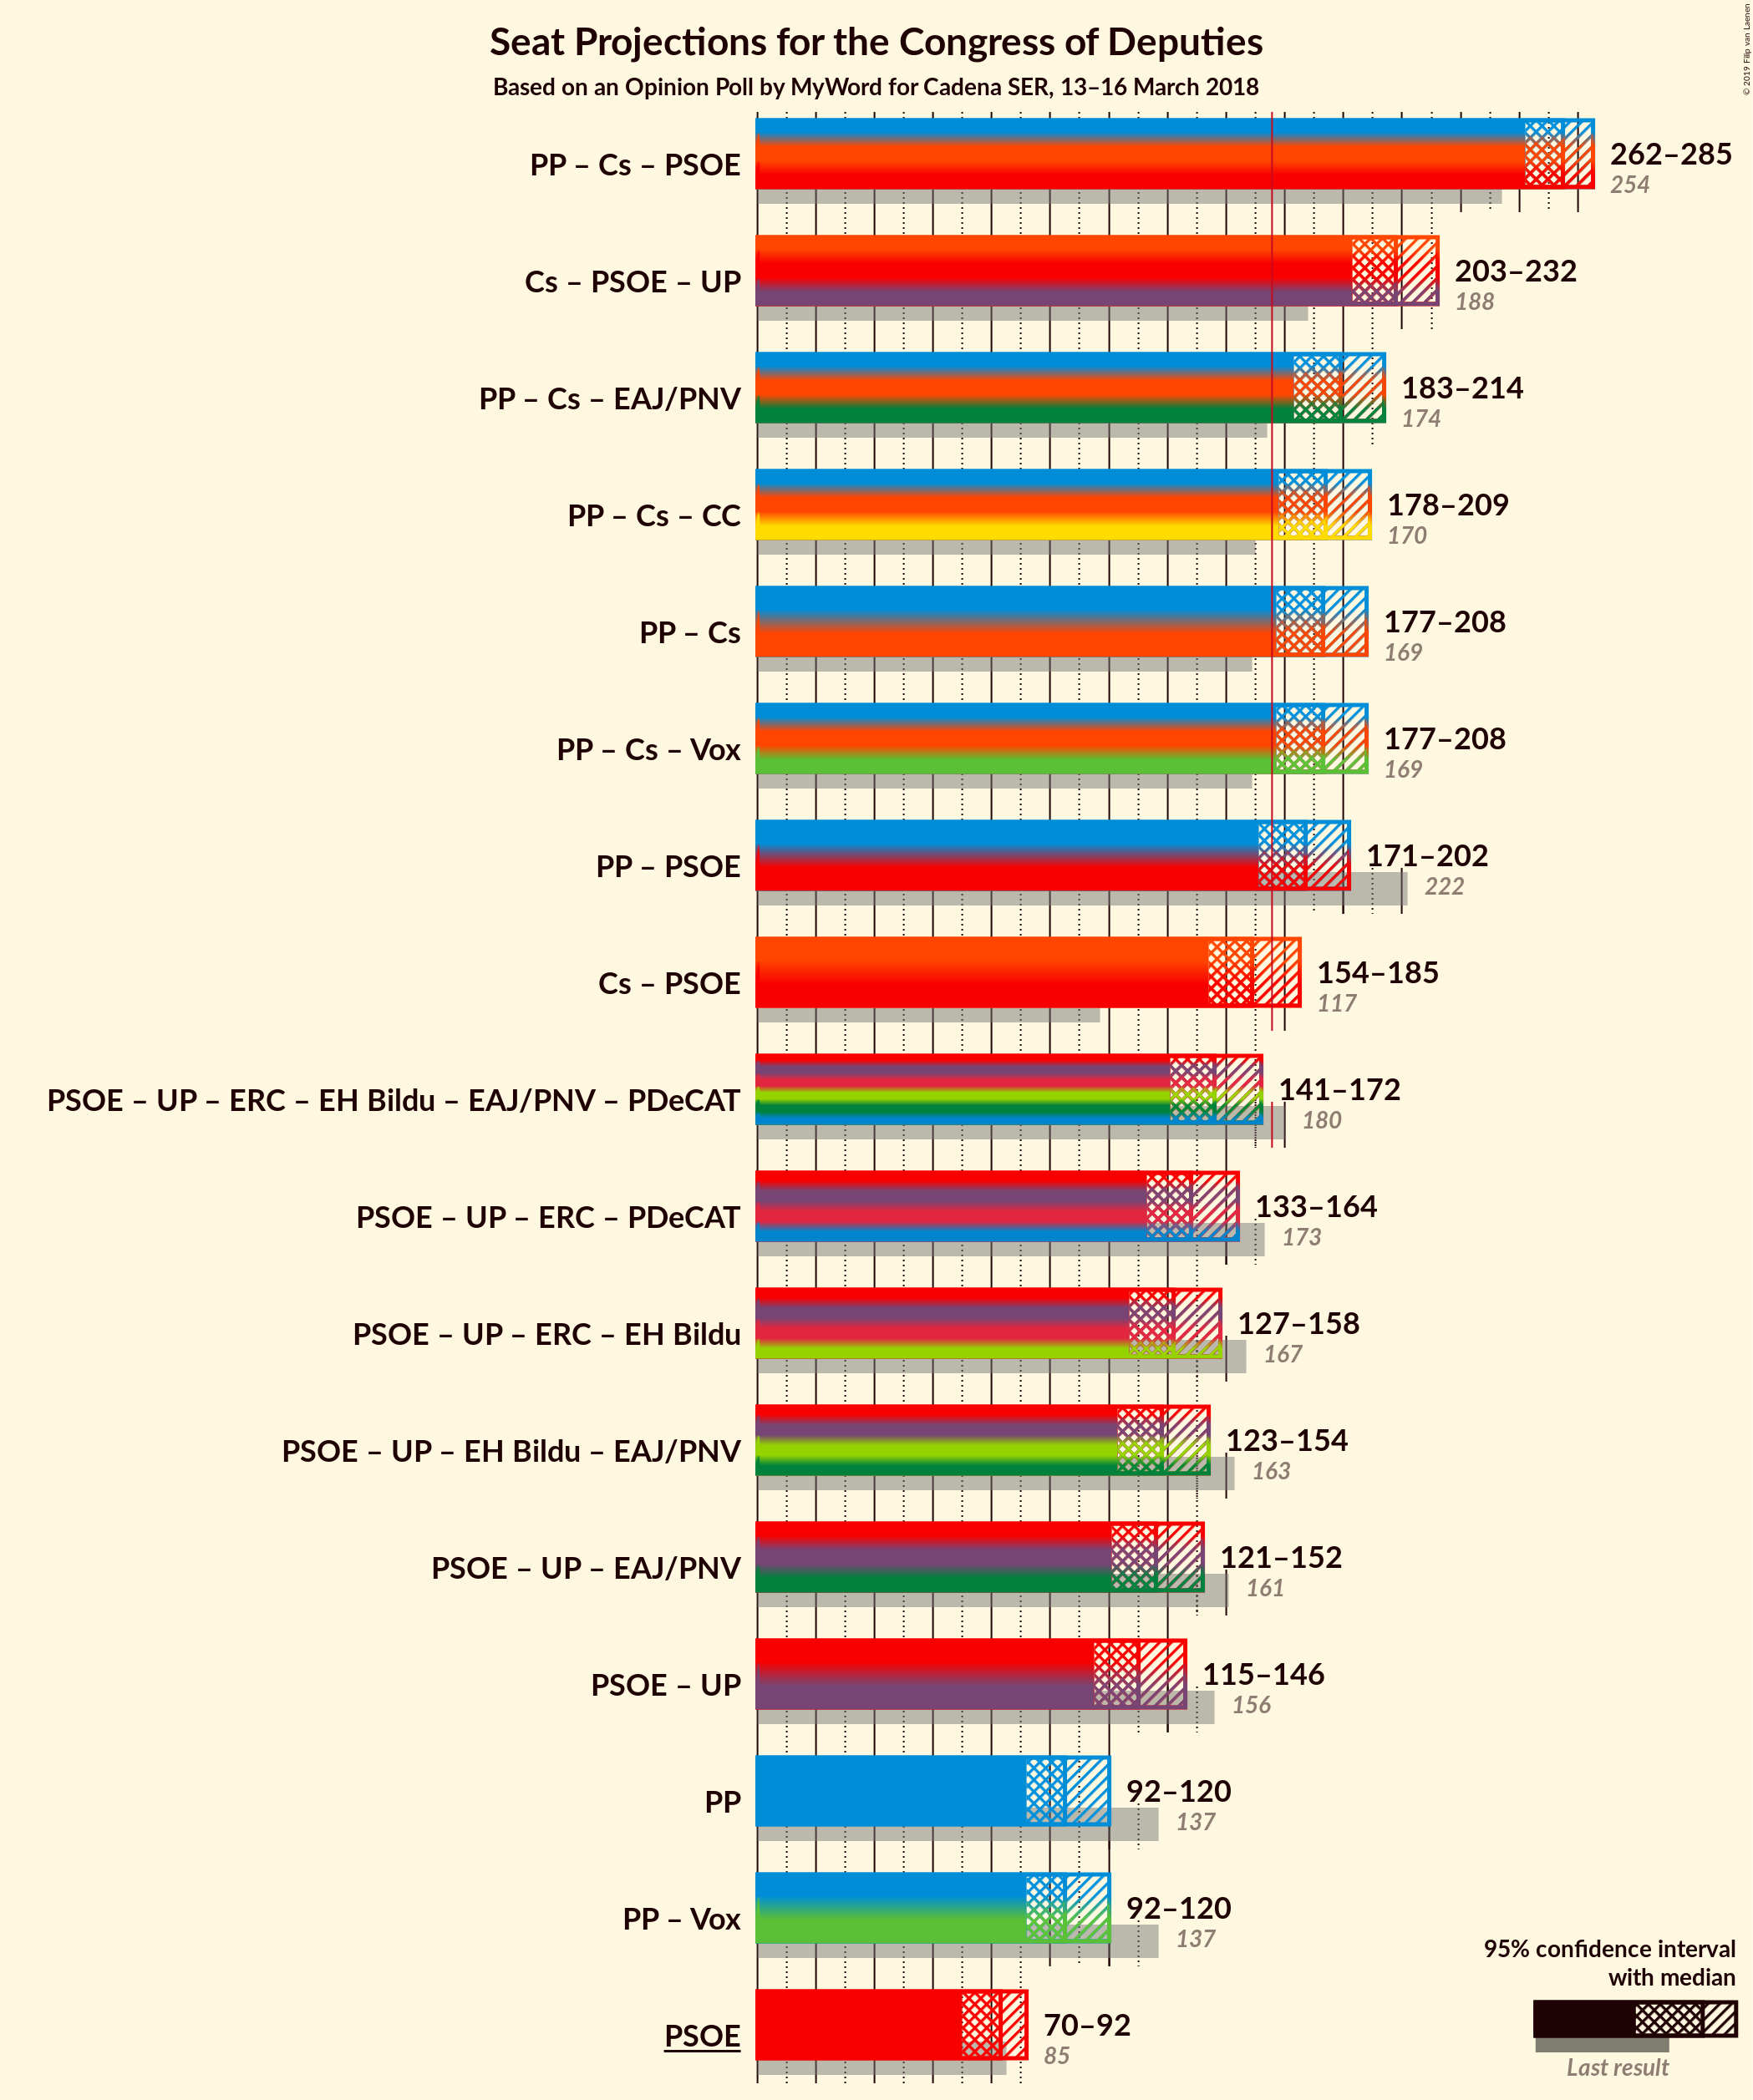 Seat Projections for the Congress of Deputies
Based on an Opinion Poll by MyWord for Cadena SER, 13–16 March 2018
© 2019 Filip van Laenen
PP – Cs – PSOE
262–285
254
Cs – PSOE – UP
203–232
188
PP – Cs – EAJ/PNV
183–214
174
PP – Cs – CC
178–209
170
PP – Cs
177–208
169
PP – Cs – Vox
177–208
169
PP – PSOE
171–202
222
Cs – PSOE
154–185
117
PSOE – UP – ERC – EH Bildu – EAJ/PNV – PDeCAT
141–172
180
PSOE – UP – ERC – PDeCAT
133–164
173
PSOE – UP – ERC – EH Bildu
127–158
167
PSOE – UP – EH Bildu – EAJ/PNV
123–154
163
PSOE – UP – EAJ/PNV
121–152
161
PSOE – UP
115–146
156
PP
92–120
137
PP – Vox
92–120
137
PSOE
70–92
85
95% confidence interval
with median
Last result